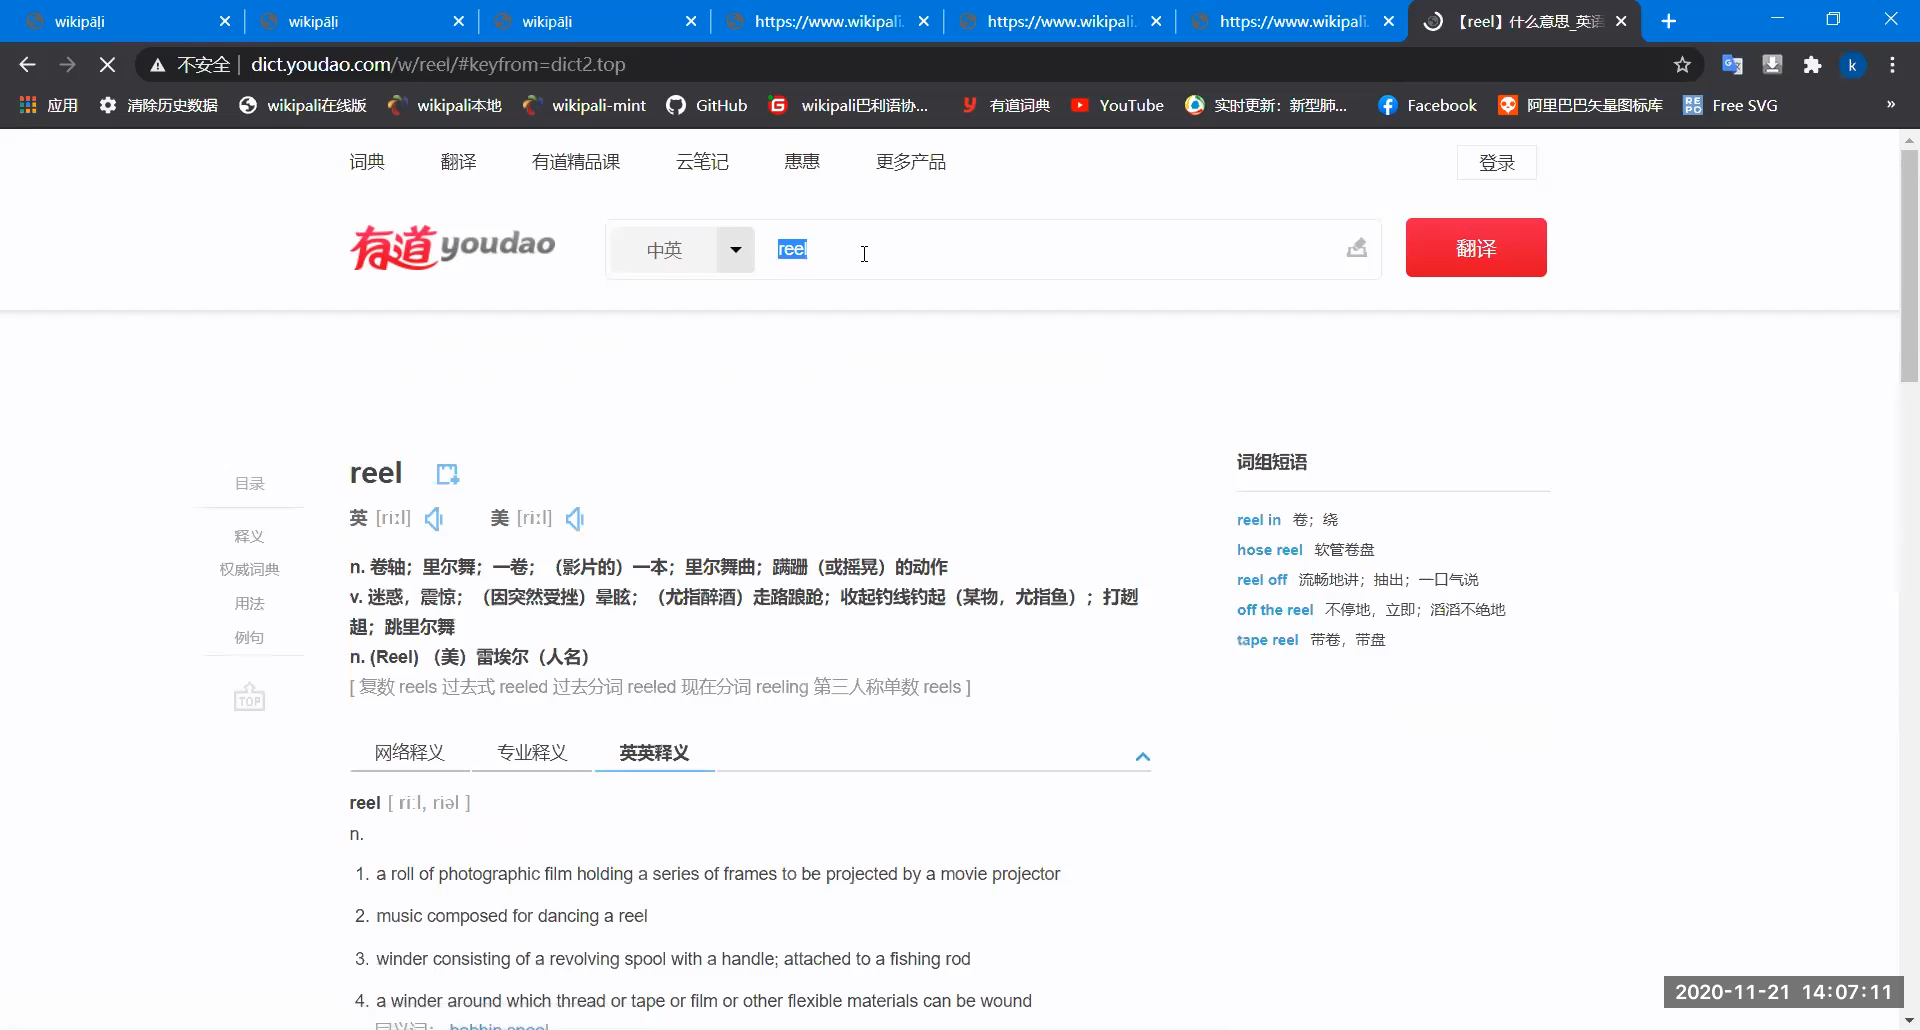 wikipāḷi
wikipāḷi
wikipāḷi
https://www.wikipali.
https://www.wikipali.
https://www.wikipali.
【reel】什么意思_英语
不安全 dict.youdao.com/w/reel/#keyfrom=dict2.top
k
应用 清除历史数据 wikipali在线版 wikipali本地 wikipali-mint GitHub wikipali巴利语协... 有道词典 YouTube 实时更新：新型肺... Facebook 阿里巴巴矢量图标库 Free SVG »
词典 翻译 有道精品课 云笔记 惠惠 更多产品 登录
有道 youdao 中英 reel 翻译
目录
释义
权威词典
用法
例句
TOP
reel
英 [riːl] 美 [riːl]
n. 卷轴；里尔舞；一卷；（影片的）一本；里尔舞曲；蹒跚（或摇晃）的动作
v. 迷惑，震惊；（因突然受挫）晕眩；（尤指醉酒）走路踉跄；收起钓线钓起（某物，尤指鱼）；打趔
趄；跳里尔舞
n. (Reel) （美）雷埃尔（人名）
[ 复数 reels 过去式 reeled 过去分词 reeled 现在分词 reeling 第三人称单数 reels ]
网络释义 专业释义 英英释义
reel [ ri:l, riəl ]
n.
1. a roll of photographic film holding a series of frames to be projected by a movie projector
2. music composed for dancing a reel
3. winder consisting of a revolving spool with a handle; attached to a fishing rod
4. a winder around which thread or tape or film or other flexible materials can be wound
同义词： bobbin spool
词组短语
reel in 卷；绕
hose reel 软管卷盘
reel off 流畅地讲；抽出；一口气说
off the reel 不停地，立即；滔滔不绝地
tape reel 带卷，带盘
2020-11-21 14:07:11